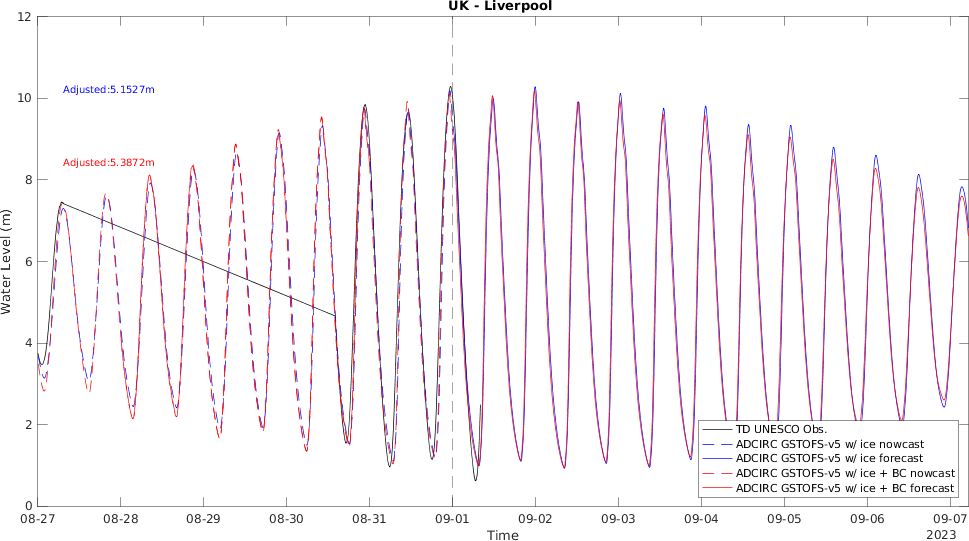 UK - Liverpool
12
10
8
6
4
2
0
Water Level (m)
Adjusted:5.1527m
Adjusted:5.3872m
TD UNESCO Obs.
ADCIRC GSTOFS-v5 w/ ice nowcast
ADCIRC GSTOFS-v5 w/ ice forecast
ADCIRC GSTOFS-v5 w/ ice + BC nowcast
ADCIRC GSTOFS-v5 w/ ice + BC forecast
08-27 08-28 08-29 08-30 08-31 09-01 09-02 09-03 09-04 09-05 09-06 09-07
Time
2023